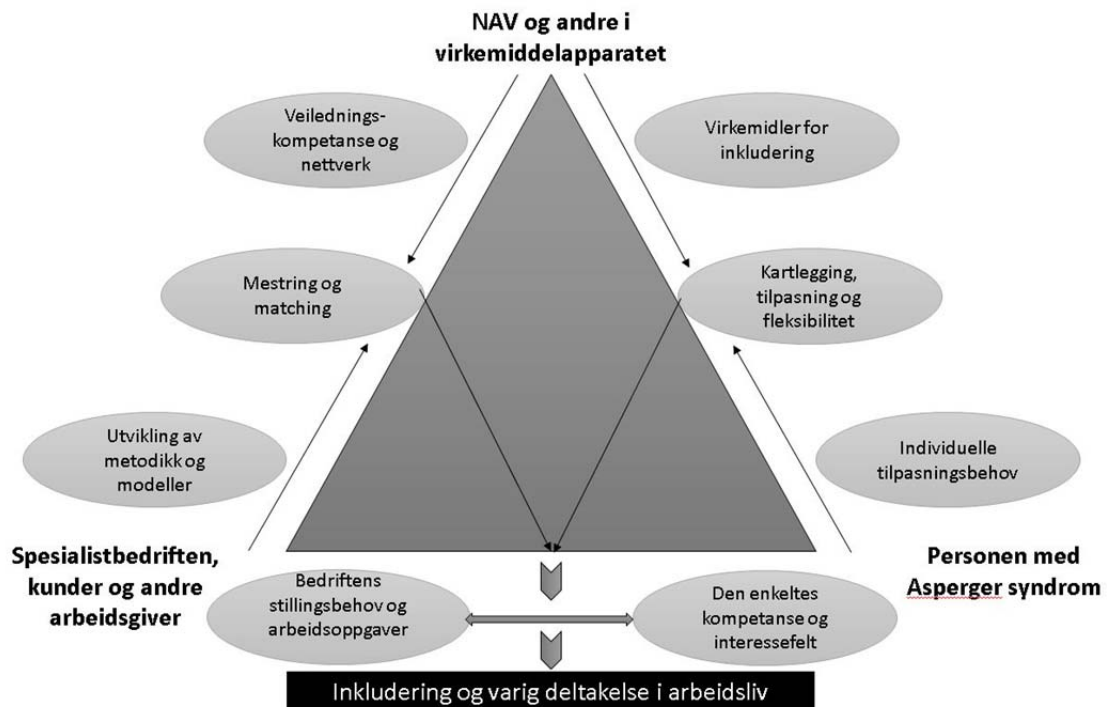 NAV og andre i
virkemiddelapparatet
Veilednings-
kompetanse og
nettverk
Virkemidler for
inkludering
Mestring og
matching
Kartlegging,
tilpasning og
fleksibilitet
Utvikling av
metodikk og
modeller
Individuelle
tilpasningsbehov
Spesialistbedriften,
kunder og andre
arbeidsgiver
Personen med
Asperger syndrom
Bedriftens
stillingsbehov og
arbeidsoppgaver
Den enkeltes
kompetanse og
interessefelt
Inkludering og varig deltakelse i arbeidsliv